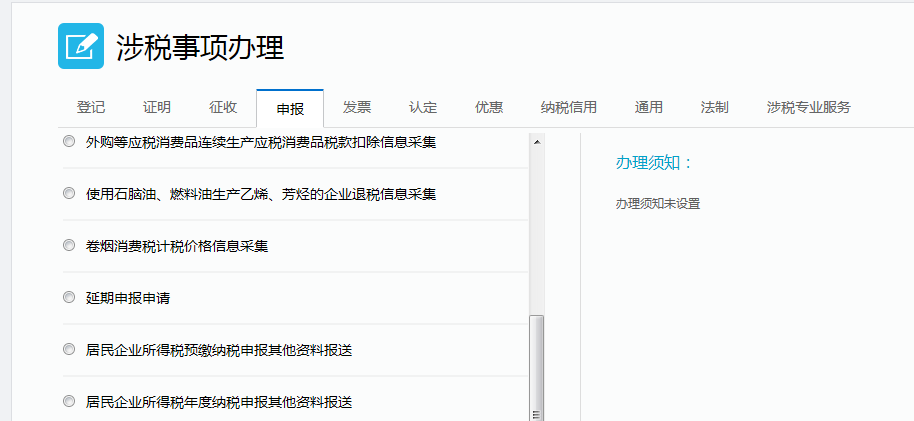 涉税事项办理
登记 证明 征收 申报 发票 认定 优惠 纳税信用 通用 法制 涉税专业服务
外购等应税消费品连续生产应税消费品税款扣除信息采集
使用石脑油、燃料油生产乙烯、芳烃的企业退税信息采集
卷烟消费税计税价格信息采集
延期申报申请
居民企业所得税预缴纳税申报其他资料报送
居民企业所得税年度纳税申报其他资料报送
办理须知：
办理须知未设置